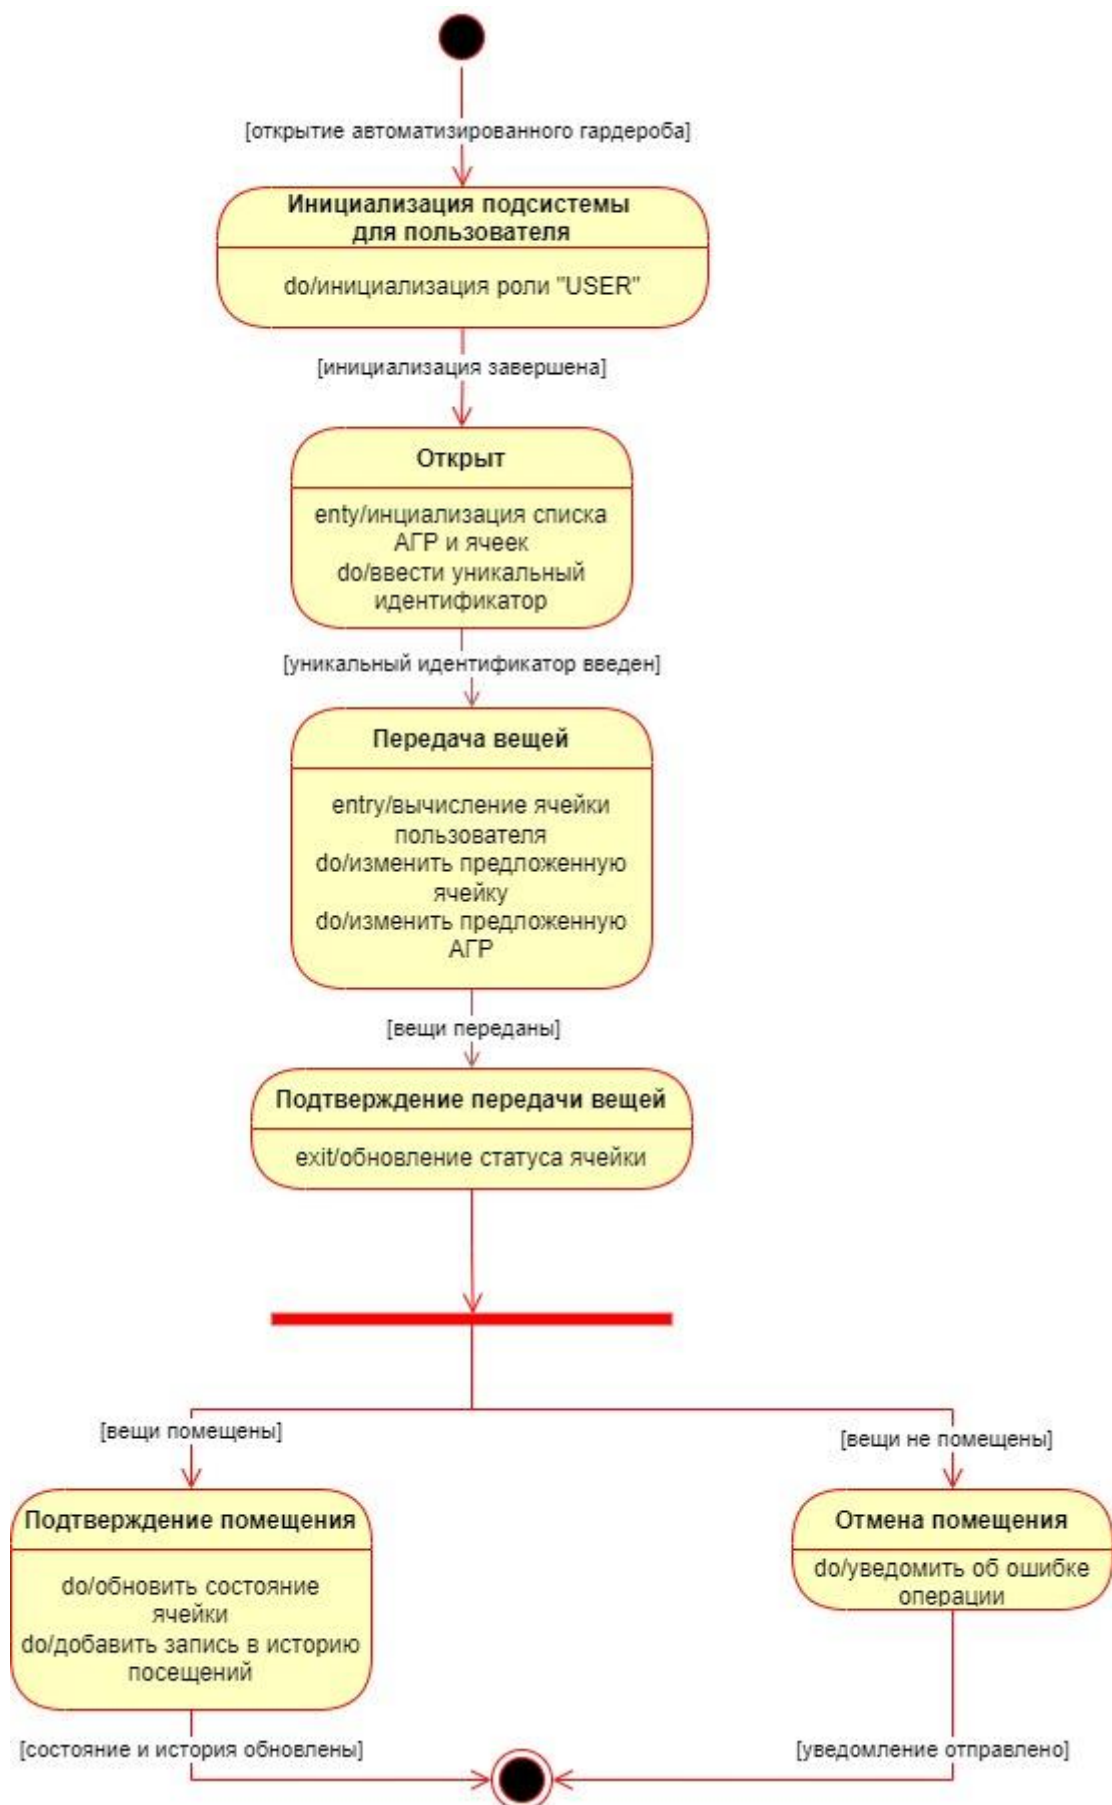 [открытие автоматизированного гардероба]
Инициализация подсистемы
для пользователя
do/инициализация роли "USER"
[инициализация завершена]
Открыт
enty/инциализация списка
АГР и ячеек
do/ввести уникальный
идентификатор
[уникальный идентификатор введен]
Передача вещей
entry/вычисление ячейки
пользователя
do/изменить предложенную
ячейку
do/изменить предложенную
АГР
[вещи переданы]
Подтверждение передачи вещей
exit/обновление статуса ячейки
[вещи помещены]
[вещи не помещены]
Подтверждение помещения
do/обновить состояние
ячейки
do/добавить запись в историю
посещений
Отмена помещения
do/уведомить об ошибке
операции
[состояние и история обновлены]
[уведомление отправлено]